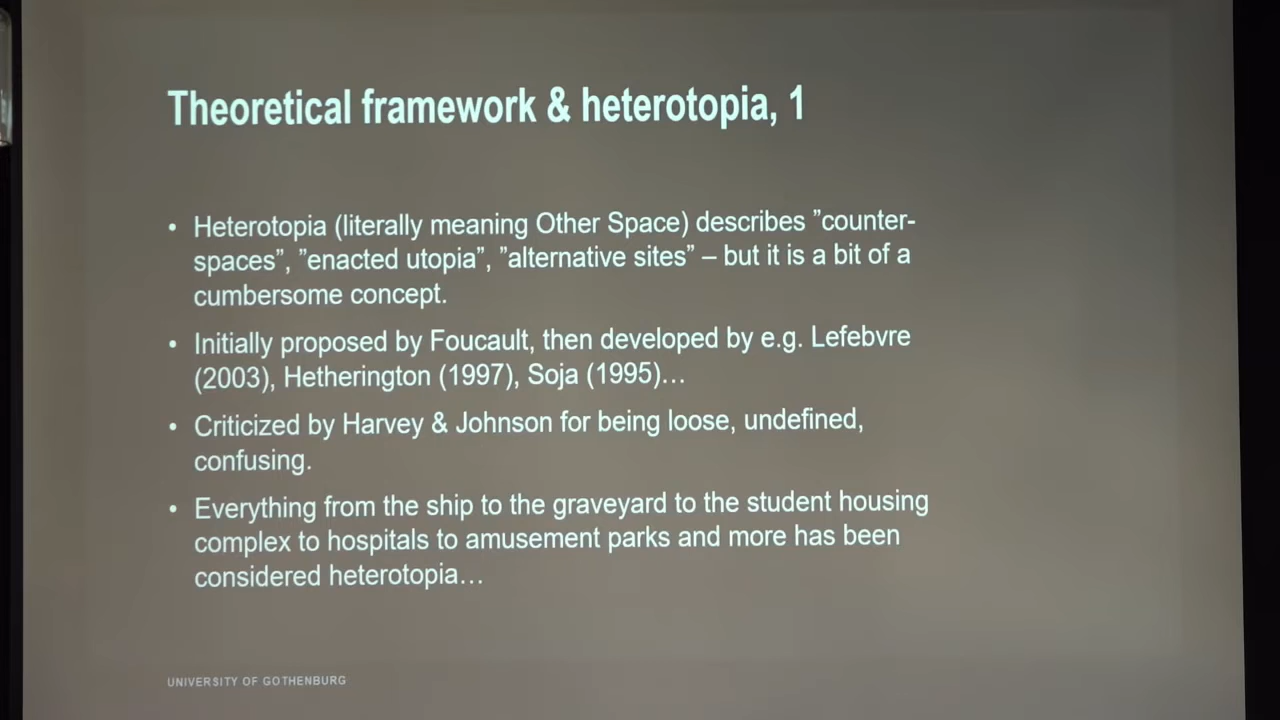 Theoretical framework & heterotopia, 1
• Heterotopia (literally meaning Other Space) describes ”counter-
spaces”, ”enacted utopia”, ”alternative sites” – but it is a bit of a
cumbersome concept.
• Initially proposed by Foucault, then developed by e.g. Lefebvre
(2003), Hetherington (1997), Soja (1995)…
• Criticized by Harvey & Johnson for being loose, undefined,
confusing.
• Everything from the ship to the graveyard to the student housing
complex to hospitals to amusement parks and more has been
considered heterotopia…
UNIVERSITY OF GOTHENBURG